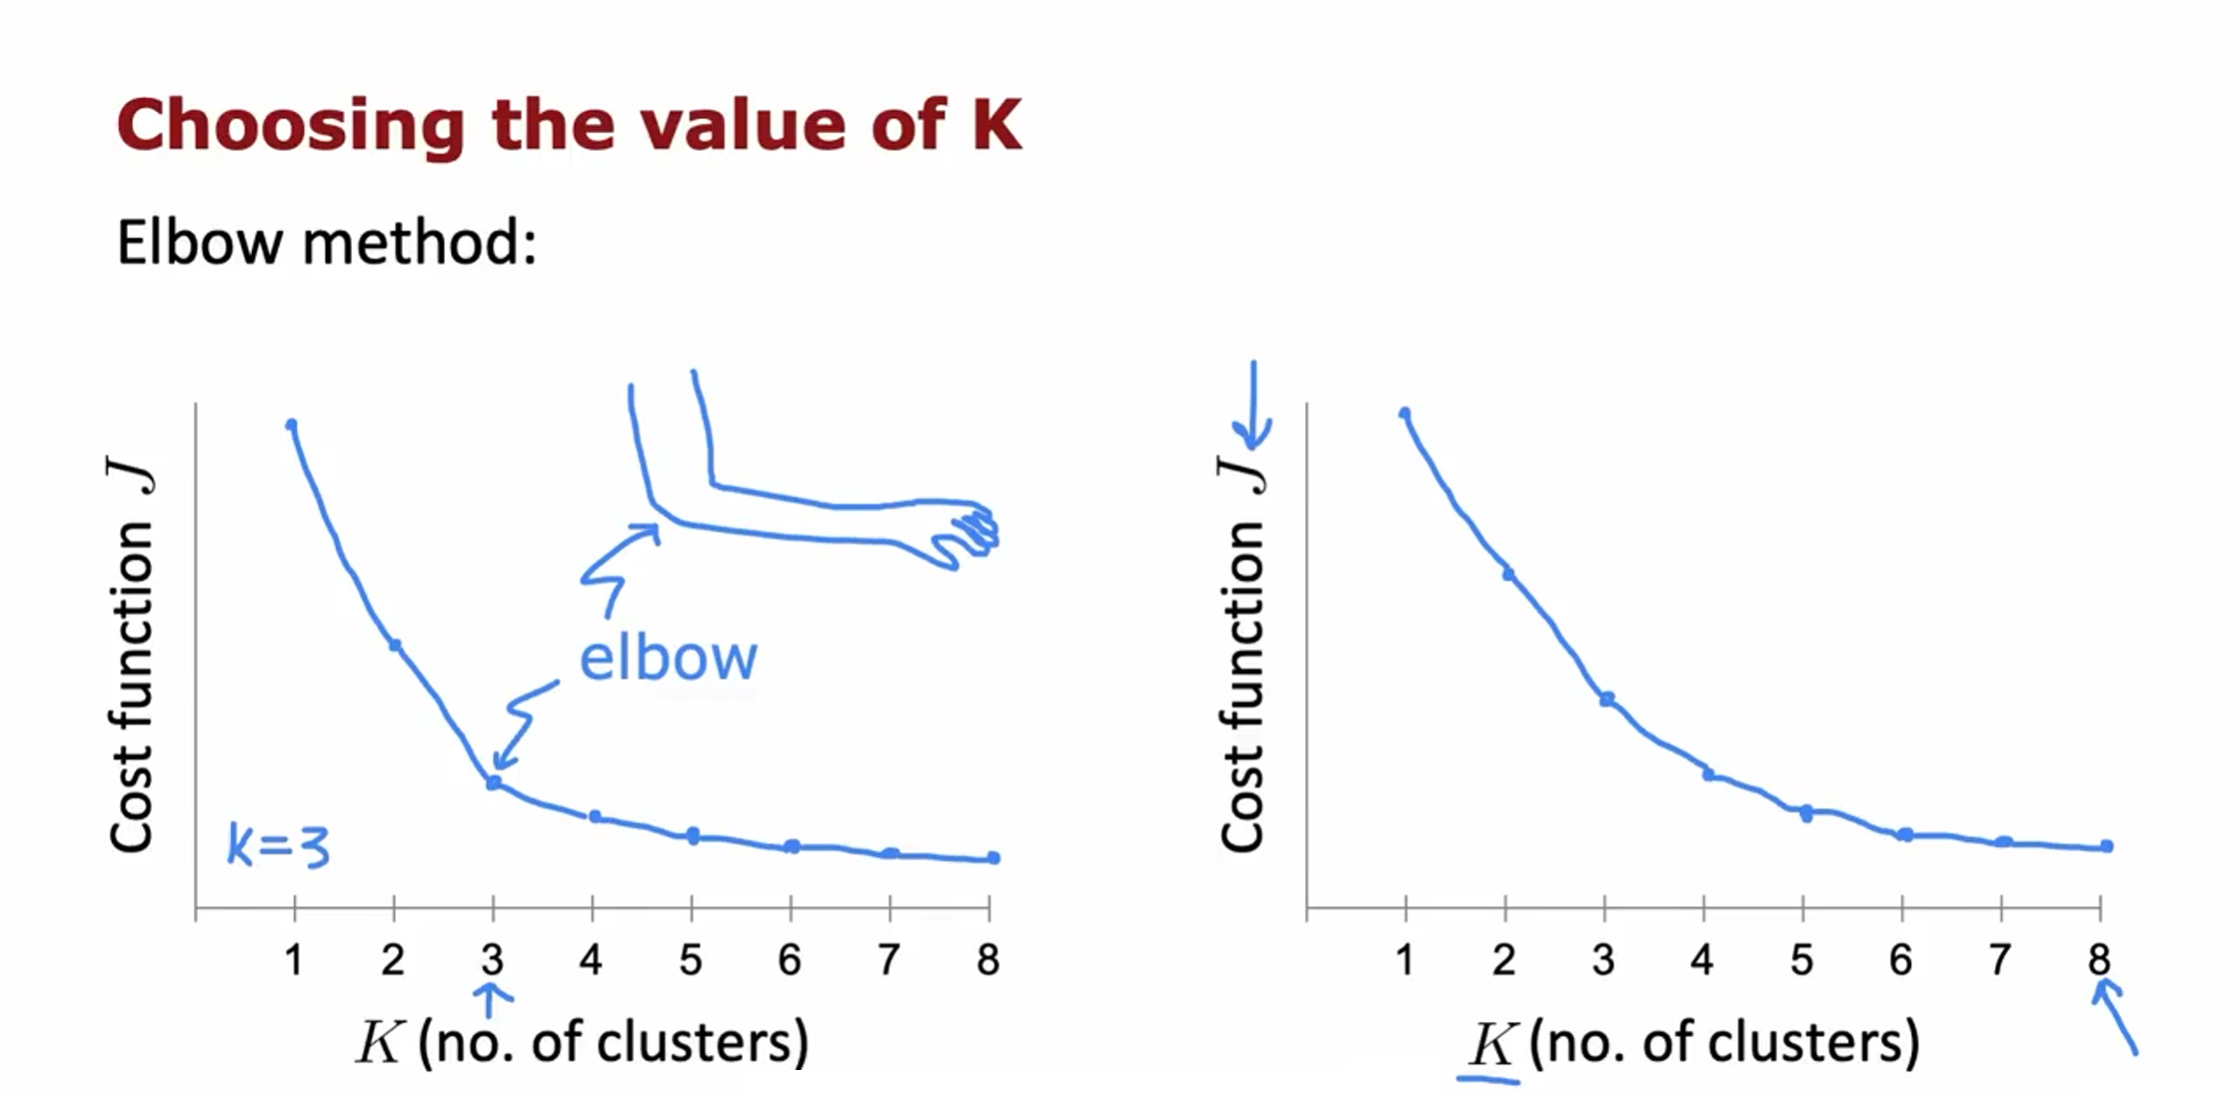 Choosing the value of K
Elbow method:
Cost function J
elbow
k=3
1 2 3 4 5 6 7 8
K (no. of clusters)
Cost function J
1 2 3 4 5 6 7 8
K (no. of clusters)